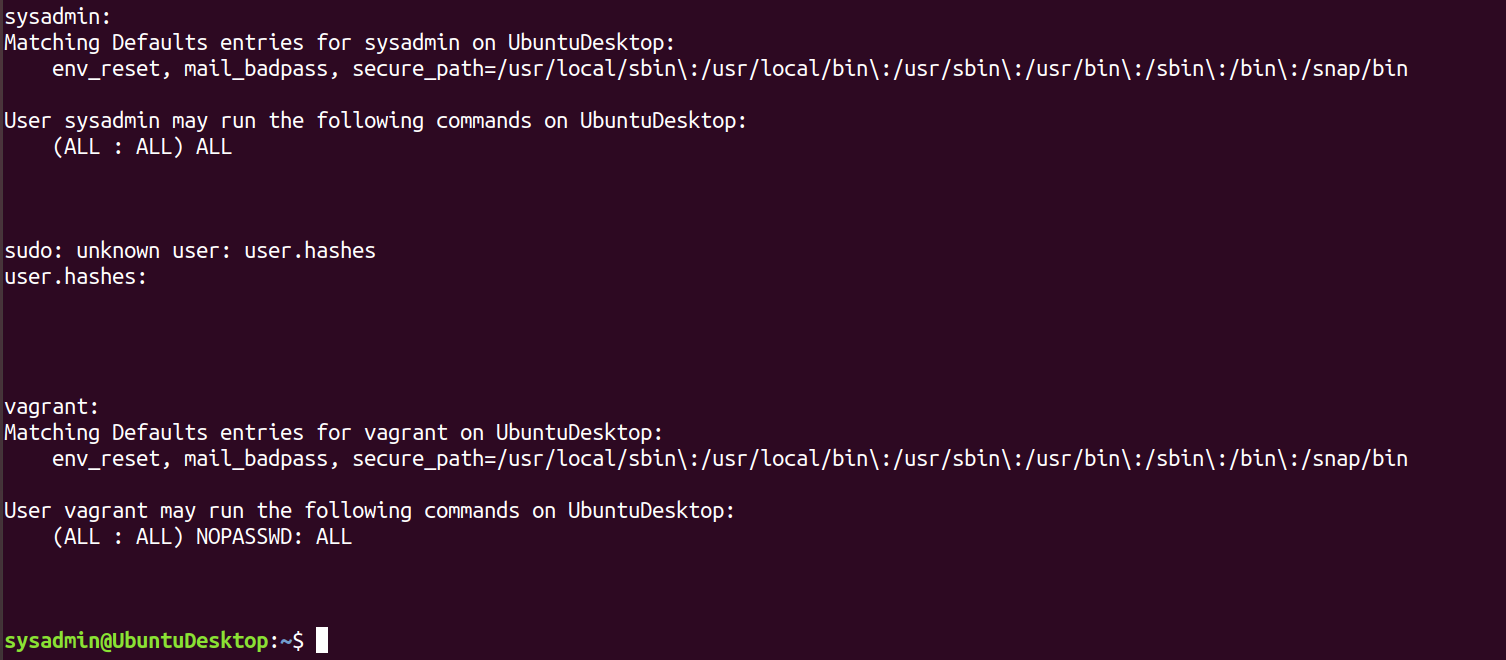 sysadmin:
Matching Defaults entries for sysadmin on UbuntuDesktop:
    env_reset, mail_badpass, secure_path=/usr/local/sbin\:/usr/local/bin\:/usr/sbin\:/usr/bin\:/sbin\:/bin\:/snap/bin
User sysadmin may run the following commands on UbuntuDesktop:
    (ALL : ALL) ALL
sudo: unknown user: user.hashes
user.hashes:
vagrant:
Matching Defaults entries for vagrant on UbuntuDesktop:
    env_reset, mail_badpass, secure_path=/usr/local/sbin\:/usr/local/bin\:/usr/sbin\:/usr/bin\:/sbin\:/bin\:/snap/bin
User vagrant may run the following commands on UbuntuDesktop:
    (ALL : ALL) NOPASSWD: ALL
sysadmin@UbuntuDesktop:~$